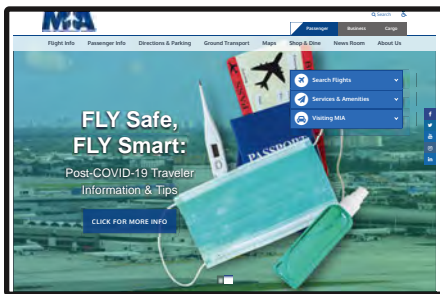 MIA
Search
Passenger Business Cargo
Flight Info Passenger Info Directions & Parking Ground Transport Maps Shop & Dine News Room About Us
Search Flights
Services & Amenities
Visiting MIA
FLY Safe,
FLY Smart:
Post-COVID-19 Traveler
Information & Tips
CLICK FOR MORE INFO
PASSPORT